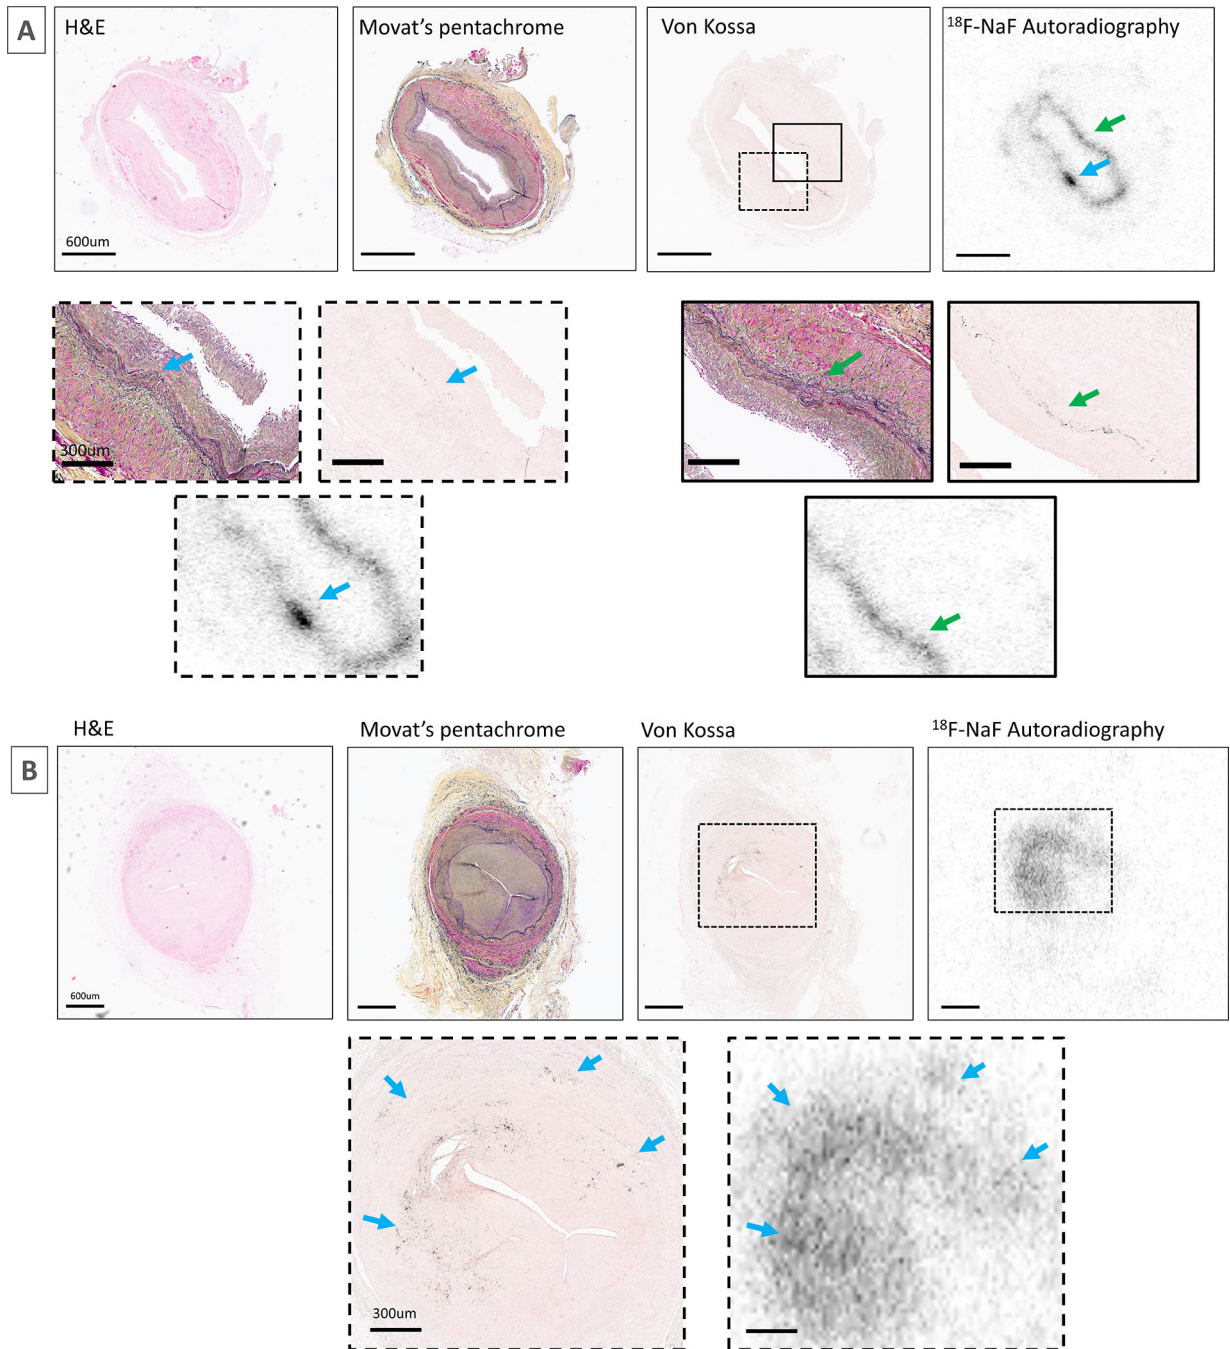 A
H&E
Movat's pentachrome
Von Kossa
¹⁸F-NaF Autoradiography
600um
300um
B
H&E
Movat's pentachrome
Von Kossa
¹⁸F-NaF Autoradiography
600um
300um